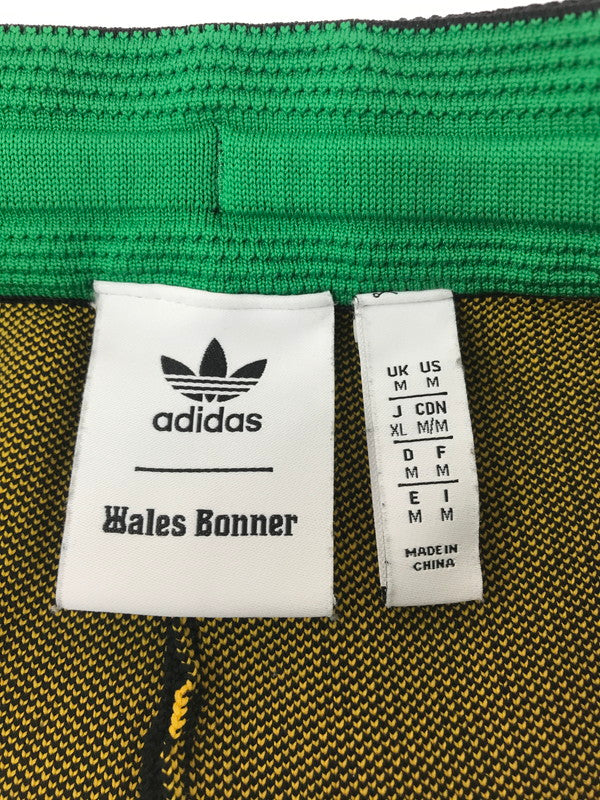 adidas
Wales Bonner
UK US
M M
J CDN
XL M/M
D F
M M
E I
M M
MADE IN
CHINA